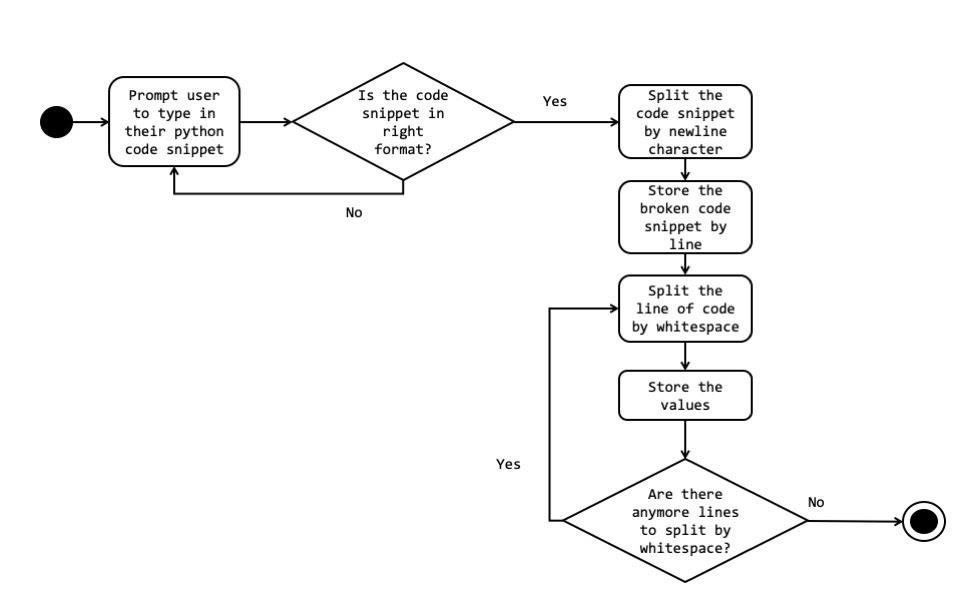 Prompt user
to type in
their python
code snippet
Is the code
snippet in
right
format?
Yes
No
Split the
code snippet
by newline
character
Store the
broken code
snippet by
line
Split the
line of code
by whitespace
Store the
values
Yes
Are there
anymore lines
to split by
whitespace?
No